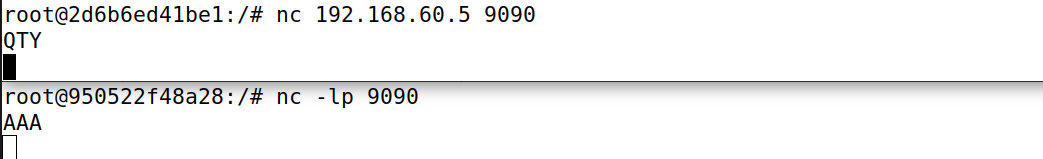 root@2d6b6ed41be1:/# nc 192.168.60.5 9090
QTY
root@950522f48a28:/# nc -lp 9090
AAA